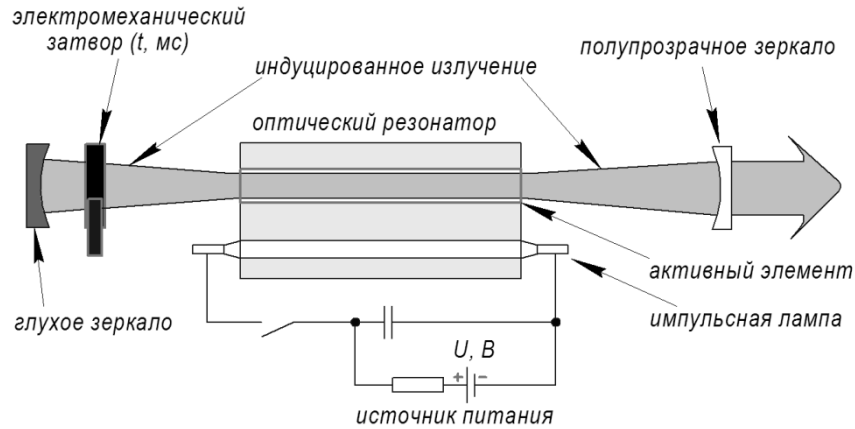 электромеханический
затвор (t, мс)
индуцированное излучение
полупрозрачное зеркало
оптический резонатор
активный элемент
глухое зеркало
импульсная лампа
U, В
+ −
источник питания